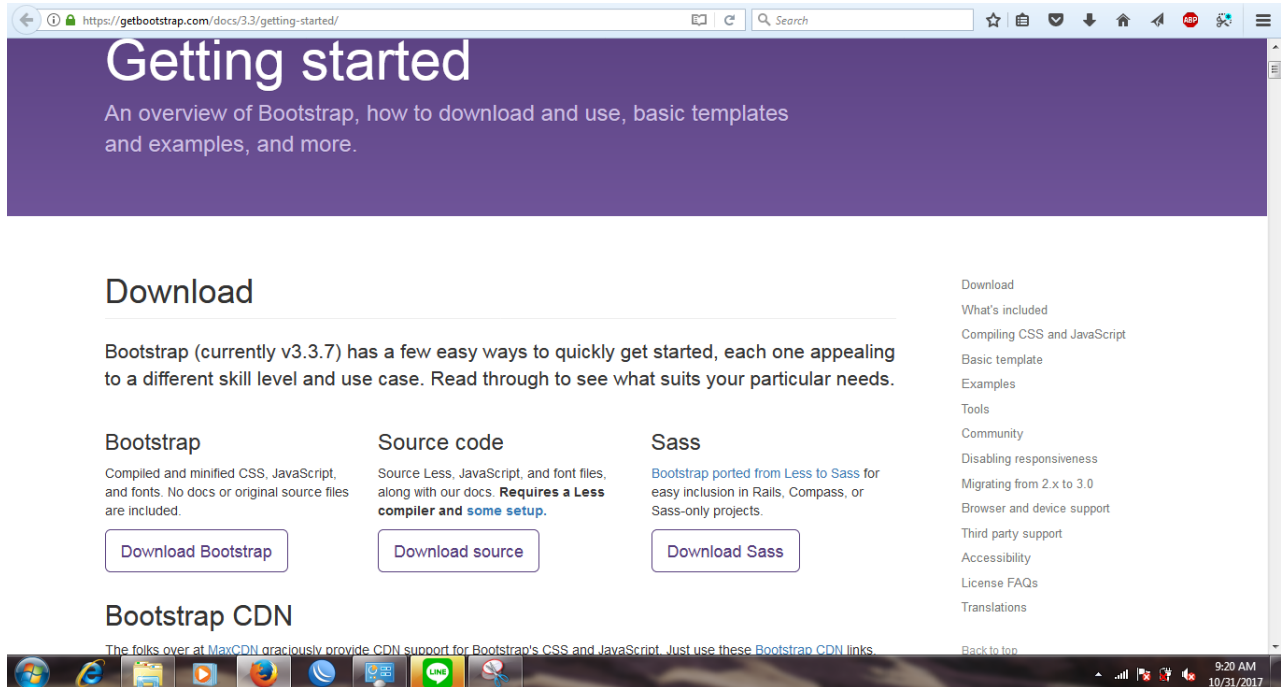 https://getbootstrap.com/docs/3.3/getting-started/
Search
ABP
Getting started
An overview of Bootstrap, how to download and use, basic templates
and examples, and more.
Download
Bootstrap (currently v3.3.7) has a few easy ways to quickly get started, each one appealing
to a different skill level and use case. Read through to see what suits your particular needs.
Bootstrap
Compiled and minified CSS, JavaScript,
and fonts. No docs or original source files
are included.
Download Bootstrap
Source code
Source Less, JavaScript, and font files,
along with our docs. Requires a Less
compiler and some setup.
Download source
Sass
Bootstrap ported from Less to Sass for
easy inclusion in Rails, Compass, or
Sass-only projects.
Download Sass
Bootstrap CDN
The folks over at MaxCDN graciously provide CDN support for Bootstrap's CSS and JavaScript. Just use these Bootstrap CDN links.
Download
What's included
Compiling CSS and JavaScript
Basic template
Examples
Tools
Community
Disabling responsiveness
Migrating from 2.x to 3.0
Browser and device support
Third party support
Accessibility
License FAQs
Translations
Back to top
LINE
9:20 AM
10/31/2017